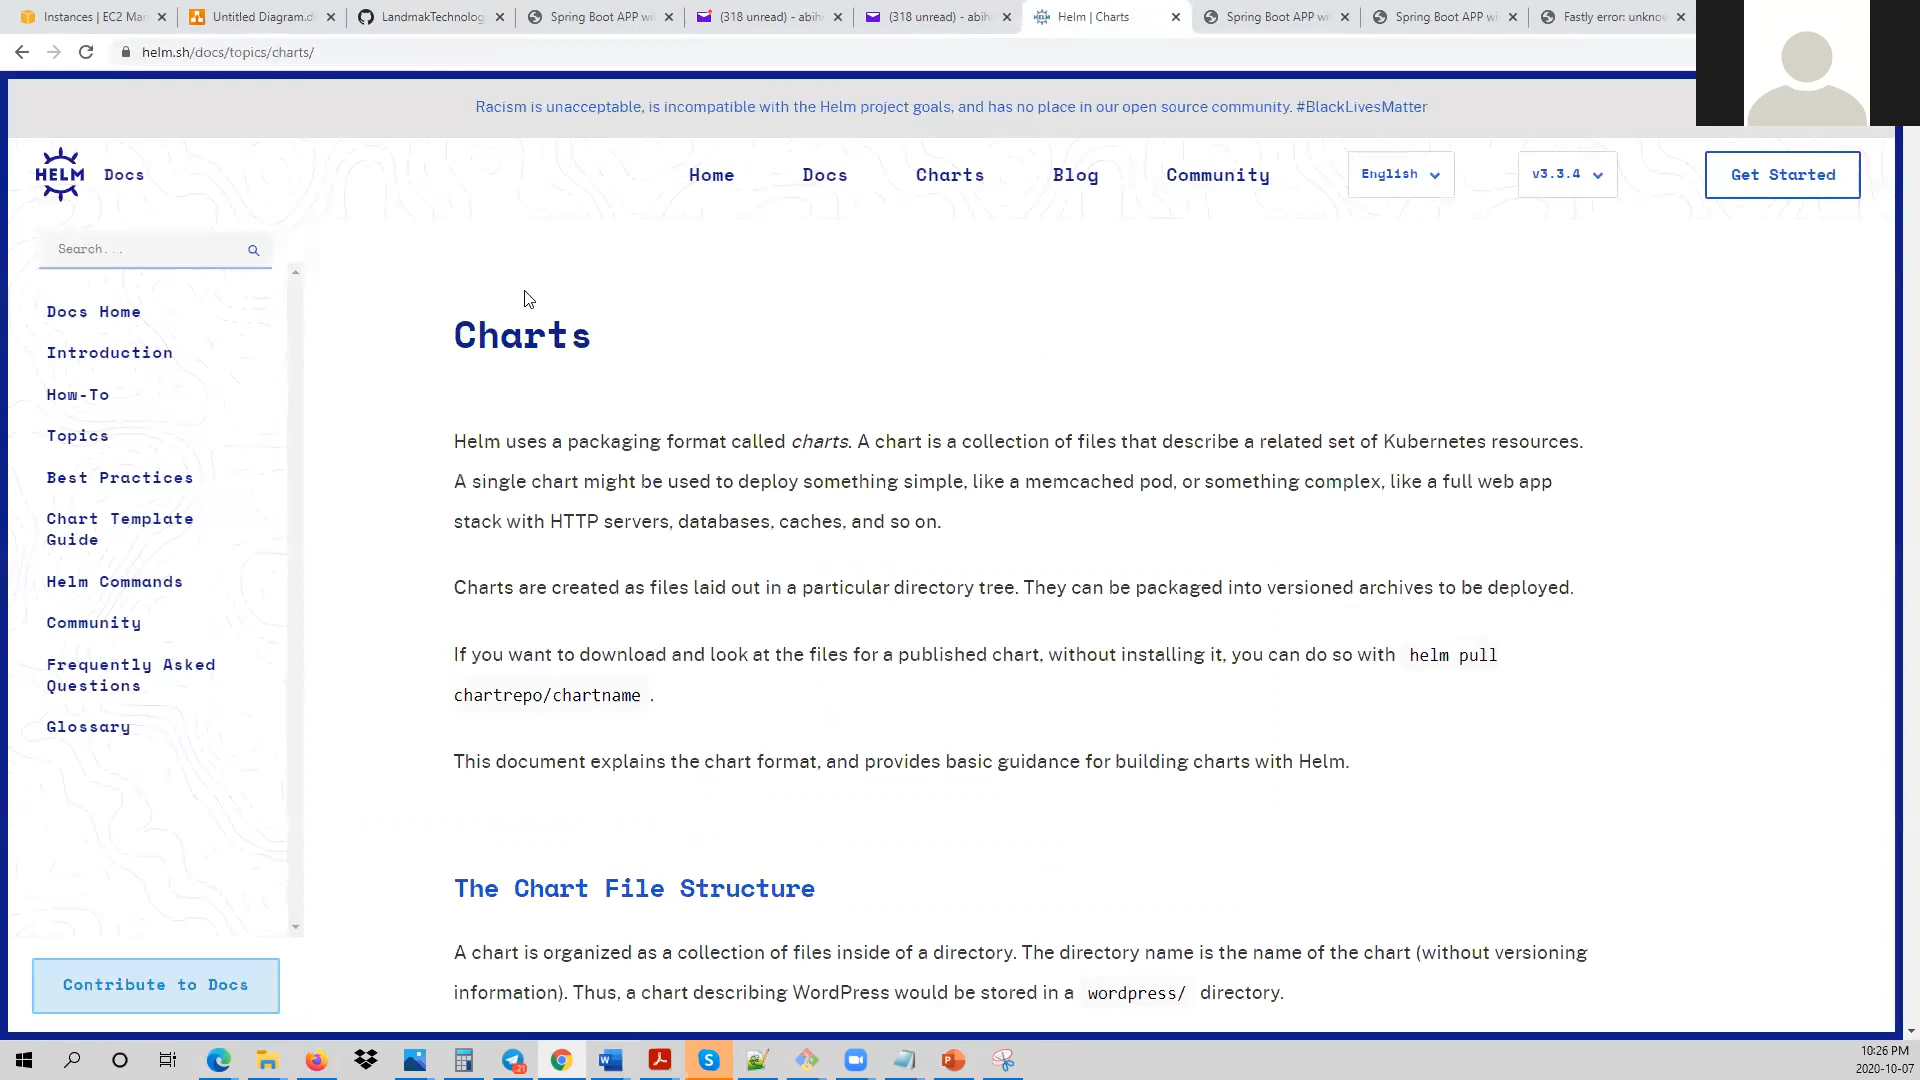 Instances | EC2 Mar
Untitled Diagram.d
LandmakTechnolog
Spring Boot APP wi
(318 unread) - abih
(318 unread) - abih
Helm | Charts
Spring Boot APP wi
Spring Boot APP wi
Fastly error: unkno
helm.sh/docs/topics/charts/
Racism is unacceptable, is incompatible with the Helm project goals, and has no place in our open source community. #BlackLivesMatter
HELM Docs
Home
Docs
Charts
Blog
Community
English
v3.3.4
Get Started
Search...
Docs Home
Introduction
How-To
Topics
Best Practices
Chart Template
Guide
Helm Commands
Community
Frequently Asked
Questions
Glossary
Contribute to Docs
Charts
Helm uses a packaging format called charts. A chart is a collection of files that describe a related set of Kubernetes resources.
A single chart might be used to deploy something simple, like a memcached pod, or something complex, like a full web app
stack with HTTP servers, databases, caches, and so on.
Charts are created as files laid out in a particular directory tree. They can be packaged into versioned archives to be deployed.
If you want to download and look at the files for a published chart, without installing it, you can do so with helm pull
chartrepo/chartname .
This document explains the chart format, and provides basic guidance for building charts with Helm.
The Chart File Structure
A chart is organized as a collection of files inside of a directory. The directory name is the name of the chart (without versioning
information). Thus, a chart describing WordPress would be stored in a wordpress/ directory.
21
10:26 PM
2020-10-07